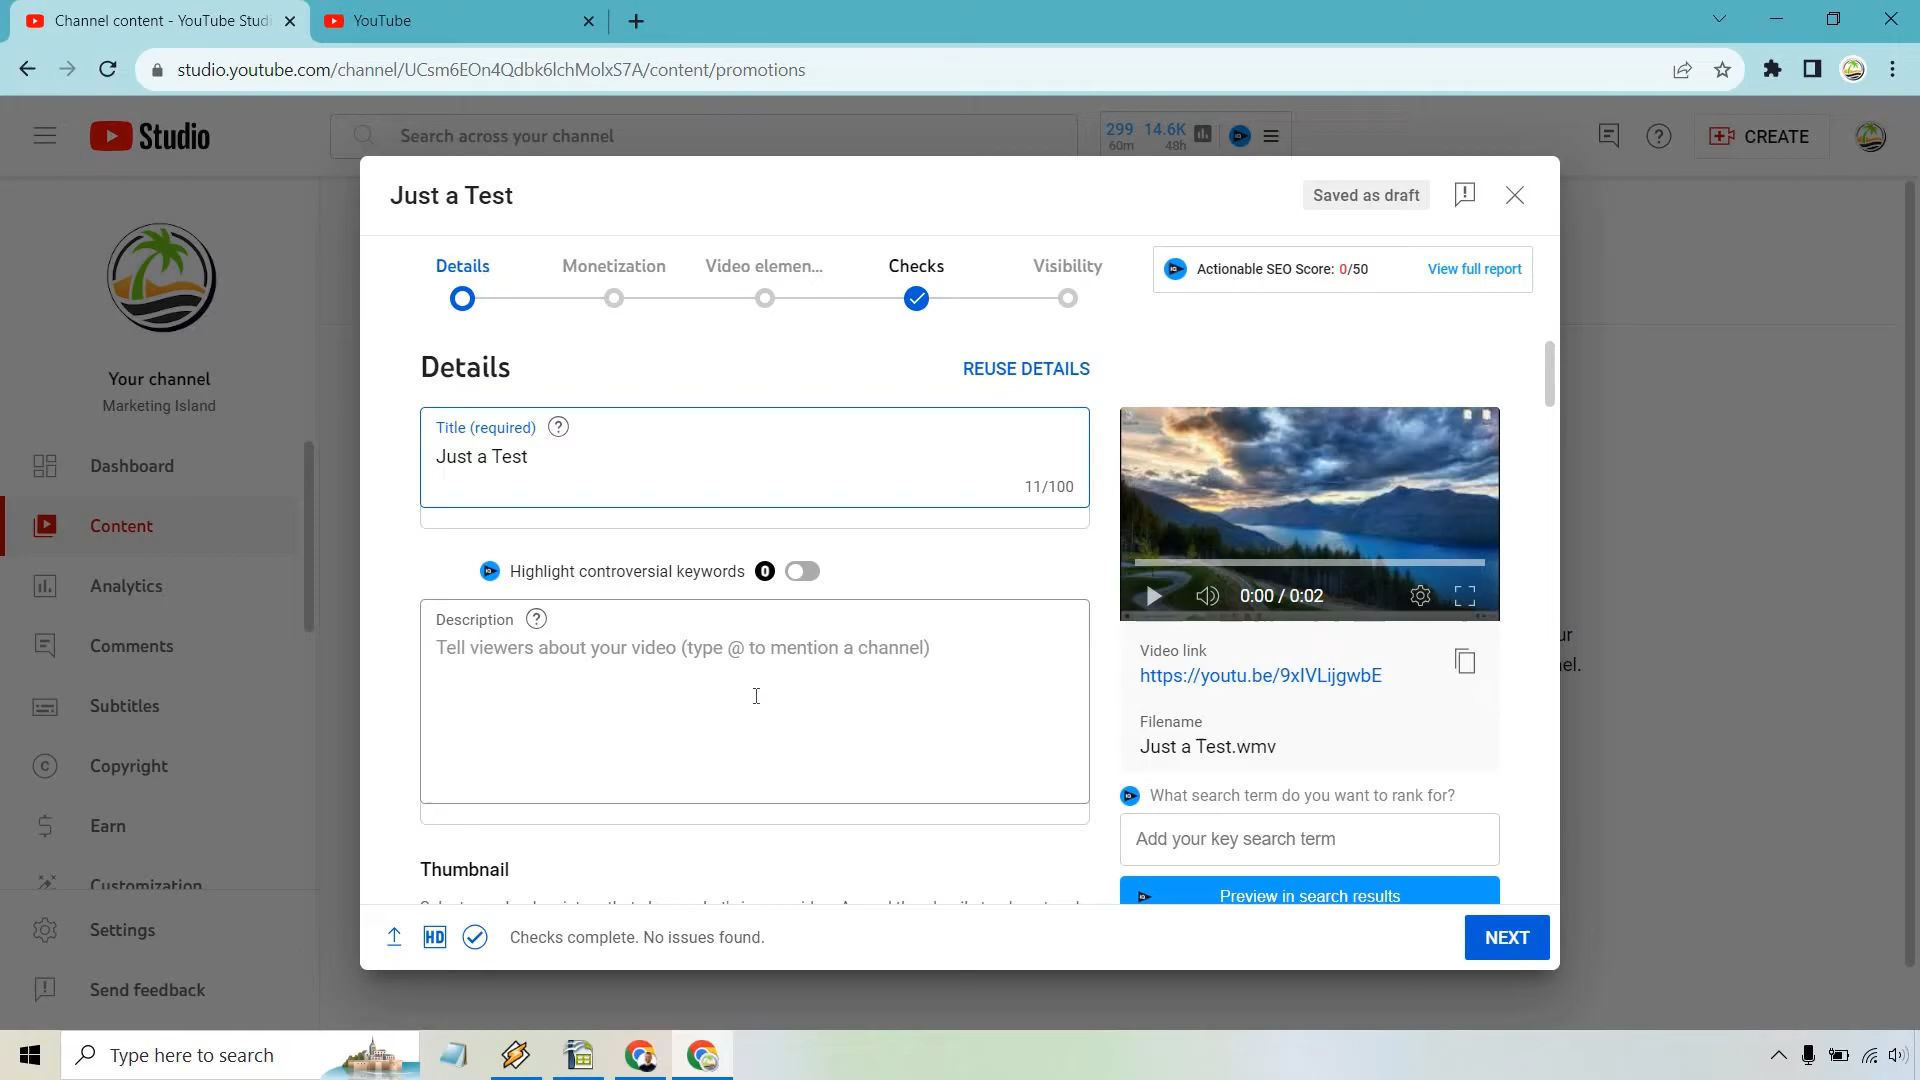 Channel content - YouTube Studi
YouTube
studio.youtube.com/channel/UCsm6EOn4Qdbk6lchMolxS7A/content/promotions
Studio
Search across your channel
299 14.6K
60m 48h
CREATE
Just a Test
Saved as draft
Details
Monetization
Video elemen...
Checks
Visibility
Actionable SEO Score: 0/50
View full report
Your channel
Marketing Island
Dashboard
Content
Analytics
Comments
Subtitles
Copyright
Earn
Customization
Settings
Send feedback
Details
REUSE DETAILS
Title (required)
Just a Test
11/100
Highlight controversial keywords 0
Description
Tell viewers about your video (type @ to mention a channel)
Thumbnail
0:00 / 0:02
Video link
https://youtu.be/9xIVLijgwbE
Filename
Just a Test.wmv
What search term do you want to rank for?
Add your key search term
Preview in search results
HD
Checks complete. No issues found.
NEXT
Type here to search